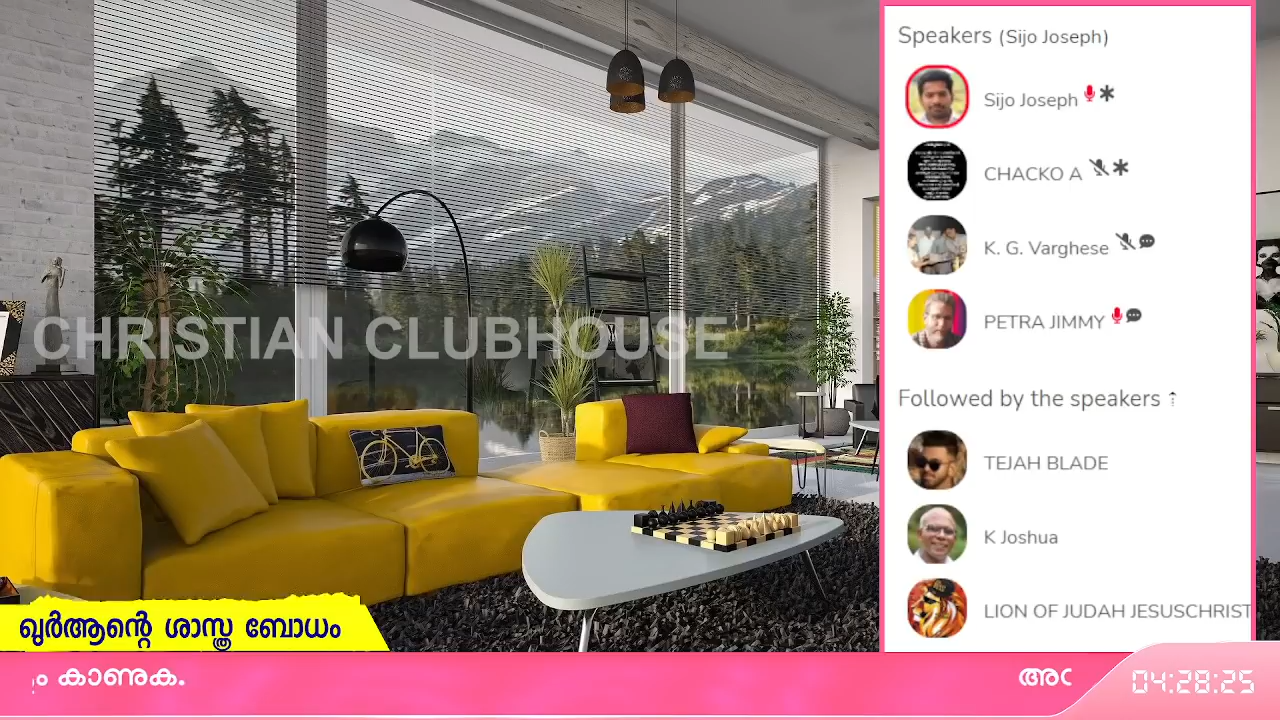 Speakers (Sijo Joseph)
Sijo Joseph
CHACKO A
K. G. Varghese
PETRA JIMMY
Followed by the speakers
TEJAH BLADE
K Joshua
LION OF JUDAH JESUSCHRIST
CHRISTIAN CLUBHOUSE
ഖുർആന്റെ ശാസ്ത്ര ബോധം
കാണുക.
04:28:25